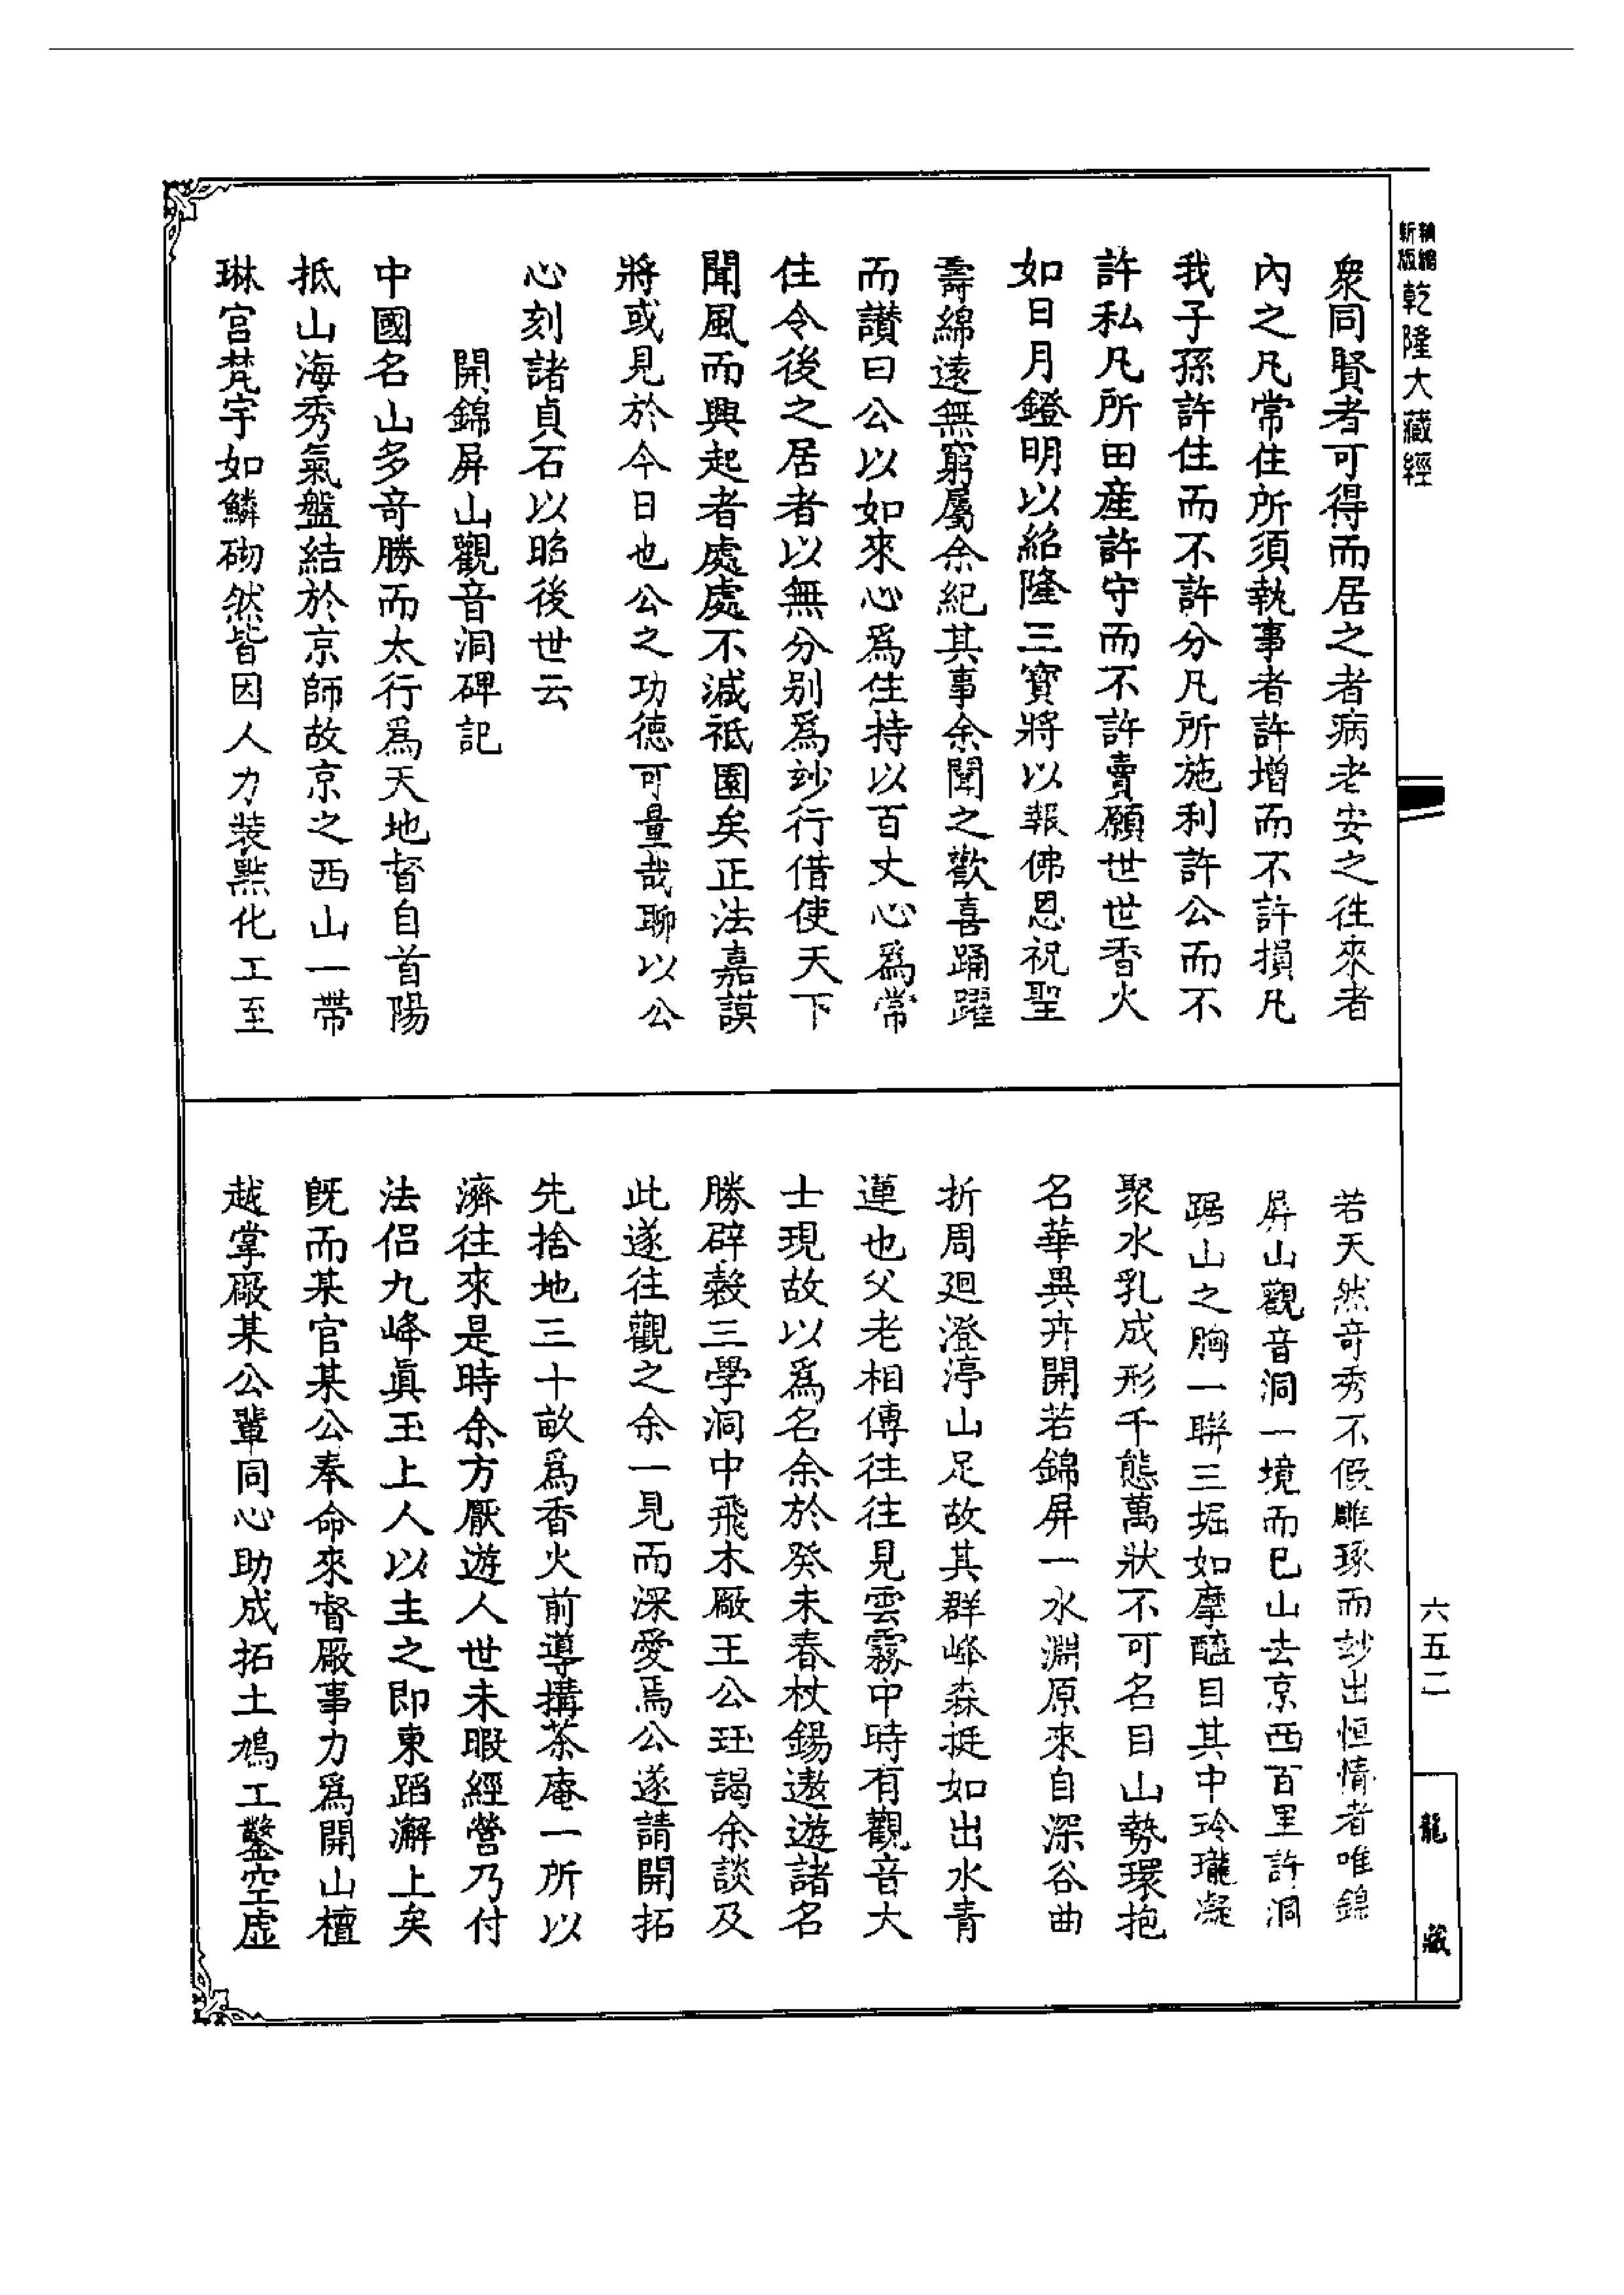 新版精縮乾隆大藏經
衆同賢者可得而居之者病老安之往來者
內之凡常住所須執事者許增而不許損凡
我子孫許住而不許分凡所施利許公而不
許私凡所田產許守而不許賣願世世香火
如日月鐙明以紹隆三寶將以報佛恩祝聖
壽綿遠無窮屬余紀其事余聞之歡喜踊躍
而讚曰公以如來心爲住持以百丈心爲常
住令後之居者以無分别爲玅行借使天下
聞風而興起者處處不減祇園矣正法嘉謨
將或見於今日也公之功德可量哉聊以公
心刻諸貞石以昭後世云
開錦屏山觀音洞碑記
中國名山多奇勝而太行爲天地督自首陽
抵山海秀氣盤結於京師故京之西山一帶
琳宫梵宇如鱗砌然皆因人力裝點化工至
若天然奇秀不假雕琢而玅出恒情者唯錦
屏山觀音洞一境而已山去京西百里許洞
踞山之胸一聯三掘如摩醯目其中玲瓏凝
聚水乳成形千態萬狀不可名目山勢環抱
名華異卉開若錦屏一水淵原來自深谷曲
折周廻澄渟山足故其群峰森挺如出水青
蓮也父老相傳往往見雲霧中時有觀音大
士現故以爲名余於癸未春杖錫遨遊諸名
勝辟穀三學洞中飛木厰王公珏謁余談及
此遂往觀之余一見而深愛焉公遂請開拓
先捨地三十畝爲香火前導搆茶庵一所以
濟往來是時余方厭遊人世未暇經營乃付
法侶九峰眞玉上人以主之即東蹈澥上矣
旣而某官某公奉命來督厰事力爲開山檀
越掌厰某公輩同心助成拓土鳩工鑿空虛
六五二
龍藏